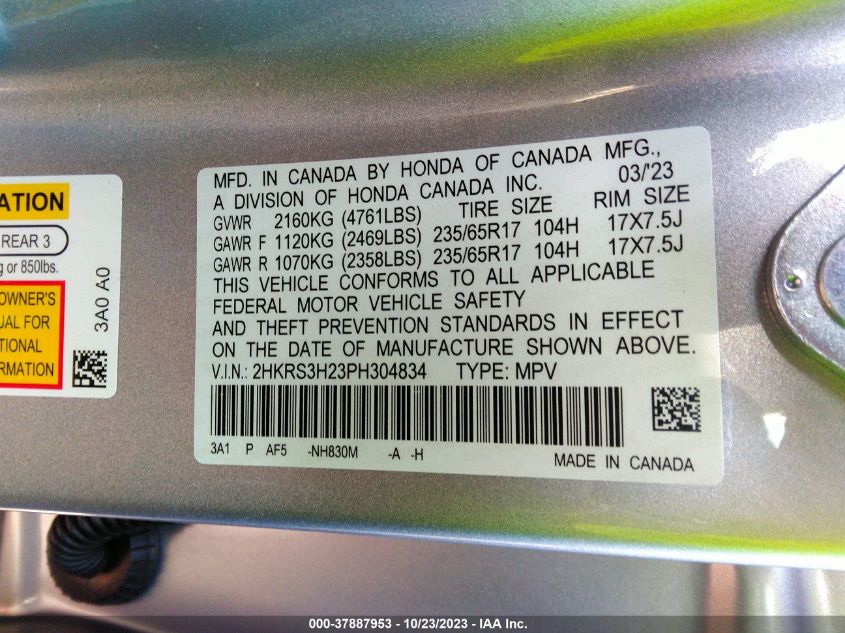 ATION
REAR 3
g or 850lbs.
OWNER'S
UAL FOR
TIONAL
FORMATION
3A0 A0
MFD. IN CANADA BY HONDA OF CANADA MFG.,
A DIVISION OF HONDA CANADA INC. 03/'23
GVWR 2160KG (4761LBS) TIRE SIZE RIM SIZE
GAWR F 1120KG (2469LBS) 235/65R17 104H 17X7.5J
GAWR R 1070KG (2358LBS) 235/65R17 104H 17X7.5J
THIS VEHICLE CONFORMS TO ALL APPLICABLE
FEDERAL MOTOR VEHICLE SAFETY
AND THEFT PREVENTION STANDARDS IN EFFECT
ON THE DATE OF MANUFACTURE SHOWN ABOVE.
V.I.N.: 2HKRS3H23PH304834 TYPE: MPV
3A1 P AF5 -NH830M -A -H
MADE IN CANADA
000-37887953 - 10/23/2023 - IAA Inc.